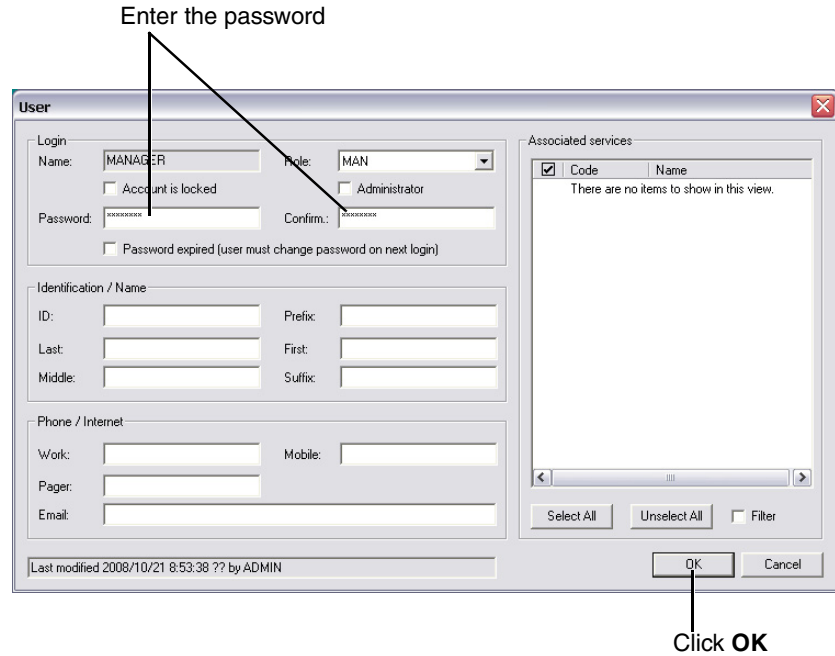 Enter the password
User
Login
Name: MANAGER Role: MAN
Account is locked Administrator
Password: ******** Confirm.: ********
Password expired (user must change password on next login)
Identification / Name
ID: Prefix:
Last: First:
Middle: Suffix:
Phone / Internet
Work: Mobile:
Pager:
Email:
Last modified 2008/10/21 8:53:38 ?? by ADMIN
Associated services
Code Name
There are no items to show in this view.
Select All Unselect All Filter
OK Cancel
Click OK